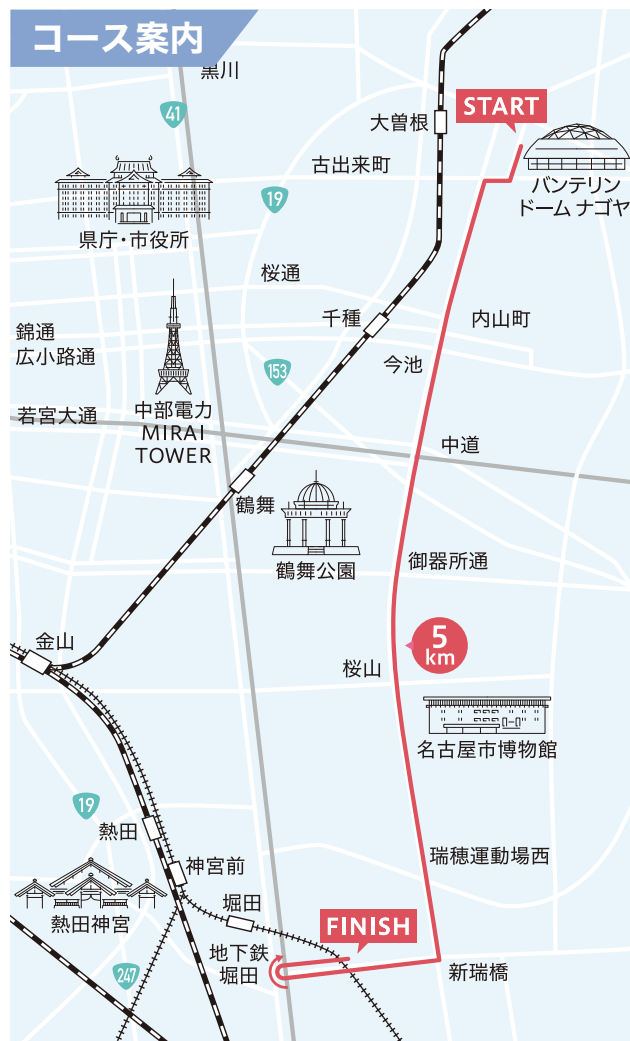 コース案内
黒川
41
大曽根
START
古出来町
バンテリン
ドーム ナゴヤ
19
県庁・市役所
桜通
千種
内山町
錦通
広小路通
今池
153
若宮大通
中部電力
MIRAI
TOWER
中道
鶴舞
鶴舞公園
御器所通
金山
5
km
桜山
名古屋市博物館
19
熱田
瑞穂運動場西
神宮前
熱田神宮
堀田
FINISH
地下鉄
堀田
新瑞橋
247